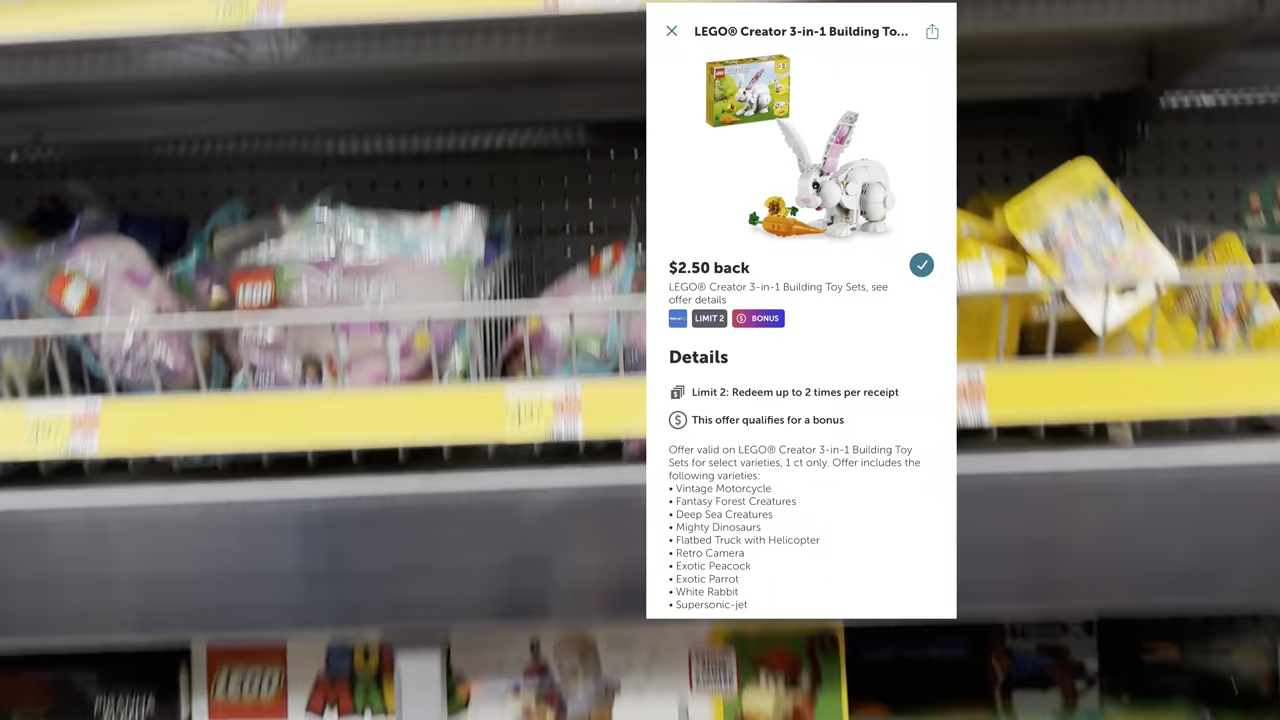 LEGO® Creator 3-in-1 Building To...
$2.50 back
LEGO® Creator 3-in-1 Building Toy Sets, see
offer details
LIMIT 2
BONUS
Details
Limit 2: Redeem up to 2 times per receipt
This offer qualifies for a bonus
Offer valid on LEGO® Creator 3-in-1 Building Toy
Sets for select varieties, 1 ct only. Offer includes the
following varieties:
• Vintage Motorcycle
• Fantasy Forest Creatures
• Deep Sea Creatures
• Mighty Dinosaurs
• Flatbed Truck with Helicopter
• Retro Camera
• Exotic Peacock
• Exotic Parrot
• White Rabbit
• Supersonic-jet
LEGO
LEGO